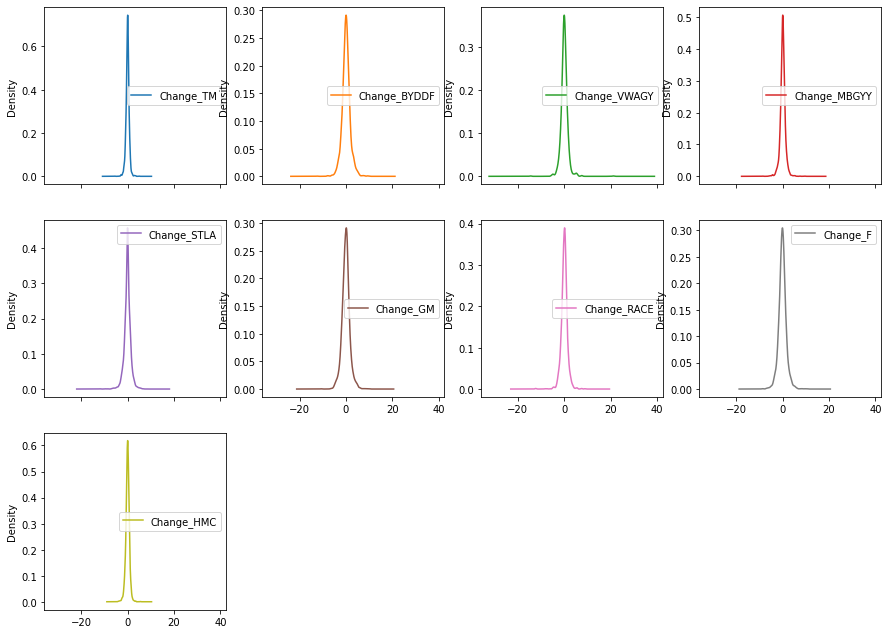 Density
0.6
0.4
0.2
0.0
Change_TM
Density
0.30
0.25
0.20
0.15
0.10
0.05
0.00
Change_BYDDF
Density
0.3
0.2
0.1
0.0
Change_VWAGY
Density
0.5
0.4
0.3
0.2
0.1
0.0
Change_MBGYY
Density
0.4
0.3
0.2
0.1
0.0
Change_STLA
Density
0.30
0.25
0.20
0.15
0.10
0.05
0.00
Change_GM
−20 0 20 40
Density
0.4
0.3
0.2
0.1
0.0
Change_RACE
−20 0 20 40
Density
0.30
0.25
0.20
0.15
0.10
0.05
0.00
Change_F
−20 0 20 40
Density
0.6
0.5
0.4
0.3
0.2
0.1
0.0
Change_HMC
−20 0 20 40